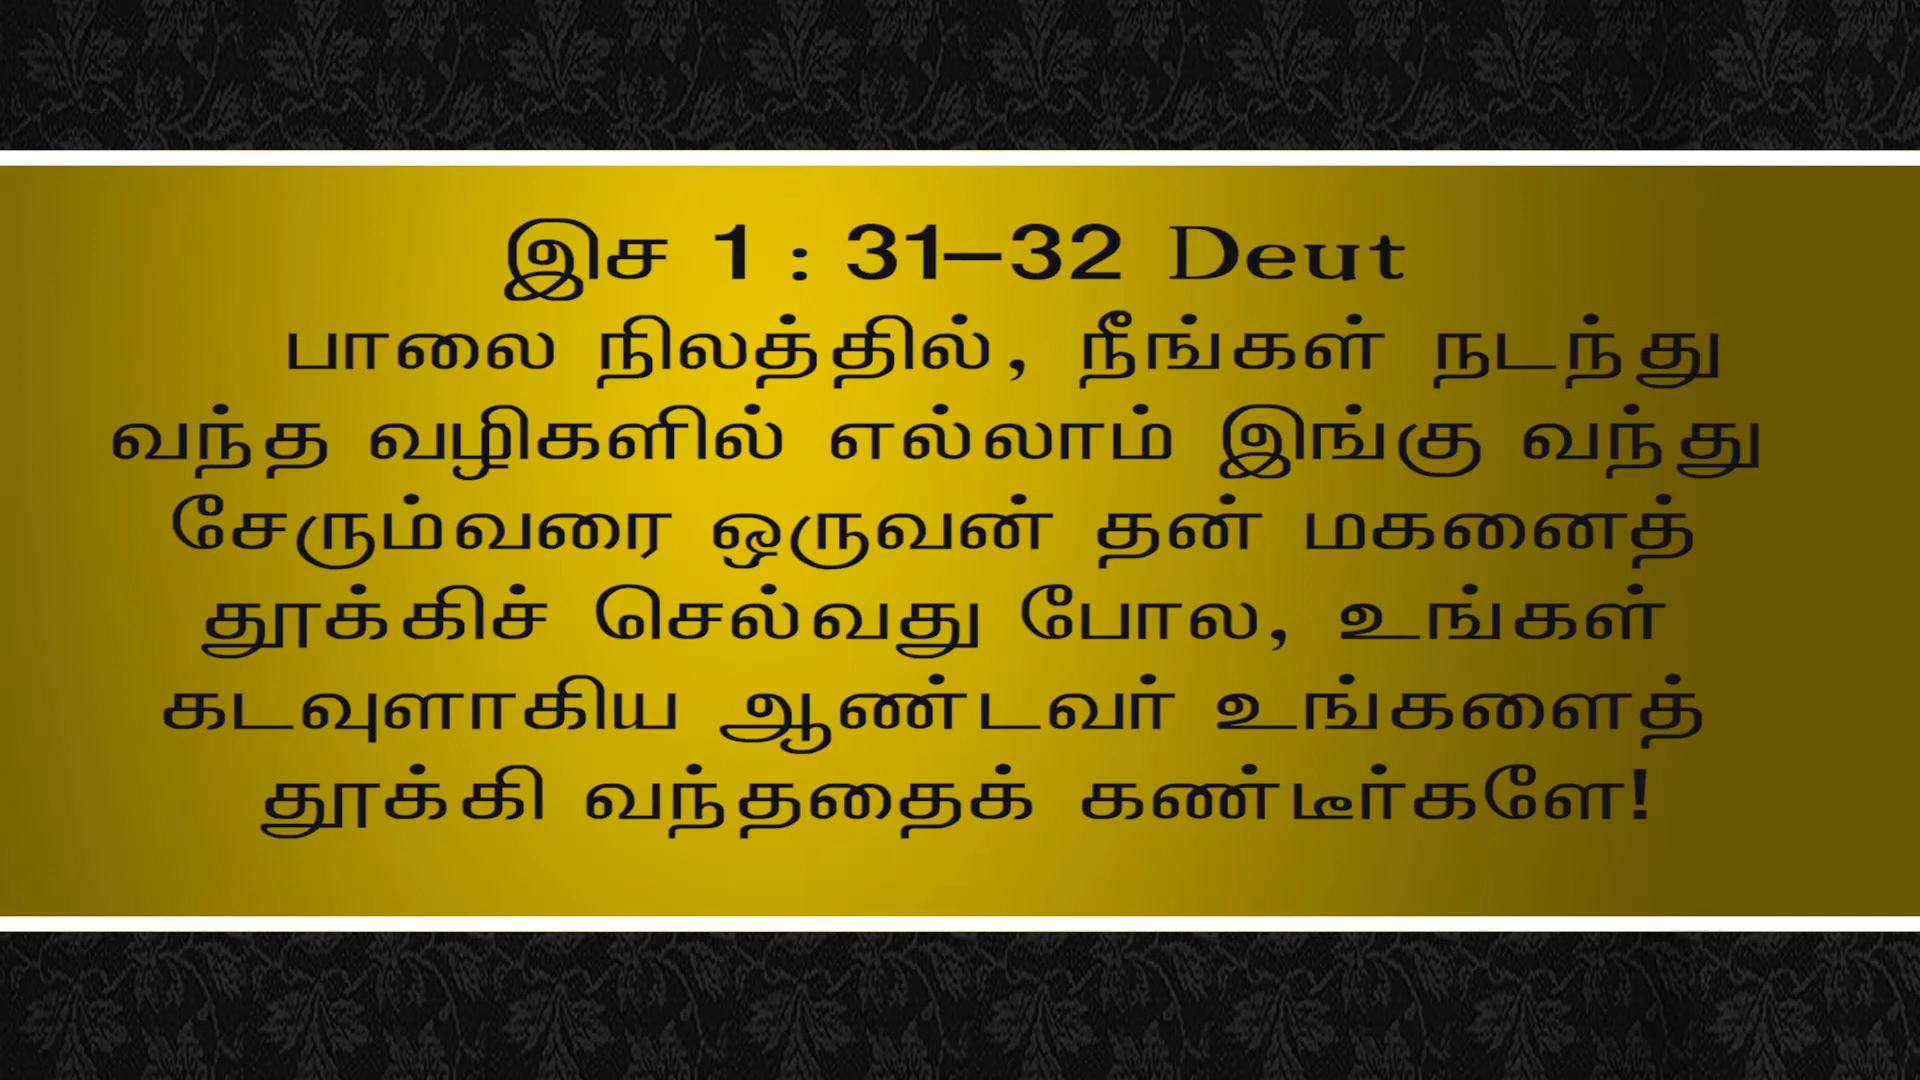 இச 1 : 31–32 Deut
பாலை நிலத்தில், நீங்கள் நடந்து
வந்த வழிகளில் எல்லாம் இங்கு வந்து
சேரும்வரை ஒருவன் தன் மகனைத்
தூக்கிச் செல்வது போல, உங்கள்
கடவுளாகிய ஆண்டவர் உங்களைத்
தூக்கி வந்ததைக் கண்டீர்களே!